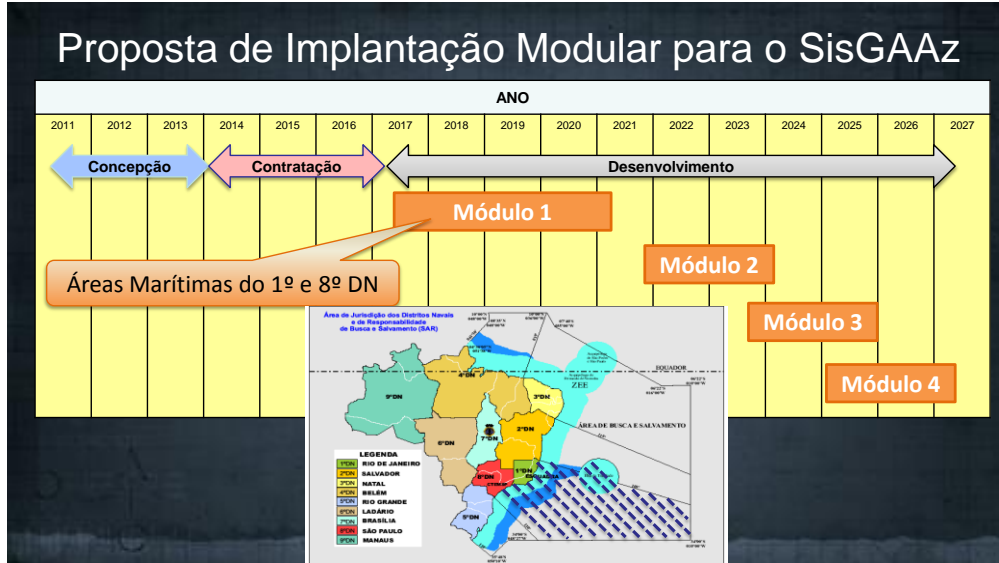 Proposta de Implantação Modular para o SisGAAz
ANO
2011 2012 2013 2014 2015 2016 2017 2018 2019 2020 2021 2022 2023 2024 2025 2026 2027
Concepção Contratação Desenvolvimento
Módulo 1
Áreas Marítimas do 1º e 8º DN
Módulo 2
Módulo 3
Módulo 4
Área de Jurisdição dos Distritos Navais
e de Responsabilidade
de Busca e Salvamento (SAR)
EQUADOR
ZEE
ÁREA DE BUSCA E SALVAMENTO
4ºDN
3ºDN
9ºDN
2ºDN
7ºDN
6ºDN
1ºDN
8ºDN
5ºDN
LEGENDA
1ºDN RIO DE JANEIRO
2ºDN SALVADOR
3ºDN NATAL
4ºDN BELÉM
5ºDN RIO GRANDE
6ºDN LADÁRIO
7ºDN BRASÍLIA
8ºDN SÃO PAULO
9ºDN MANAUS